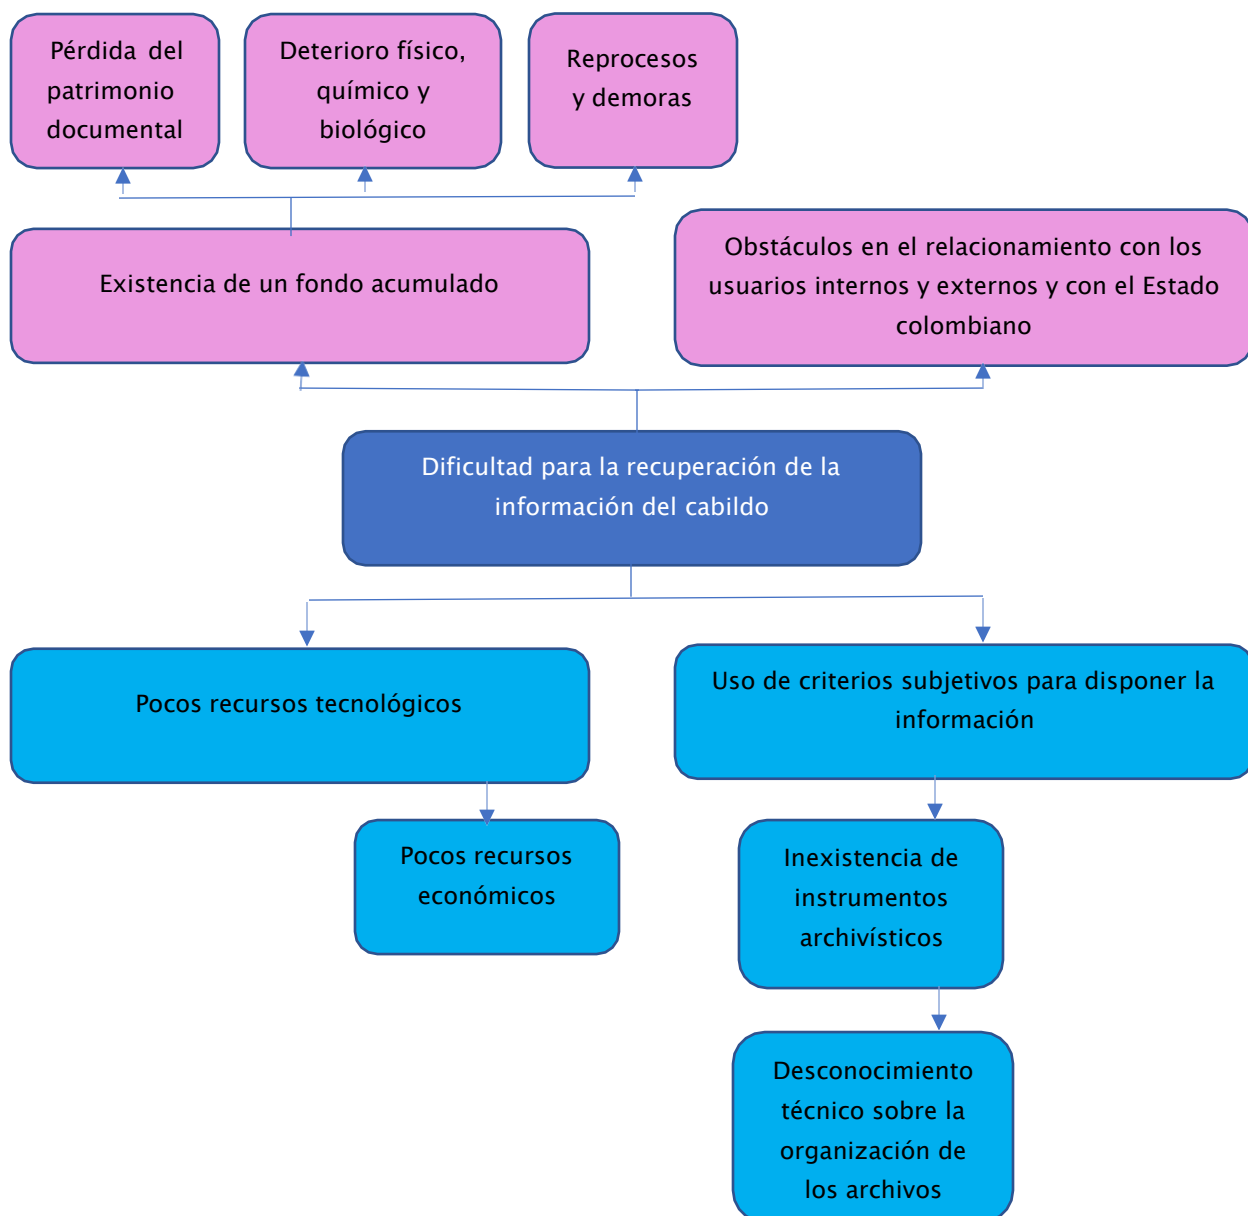 Pérdida del
patrimonio
documental
Deterioro físico,
químico y
biológico
Reprocesos
y demoras
Existencia de un fondo acumulado
Obstáculos en el relacionamiento con los
usuarios internos y externos y con el Estado
colombiano
Dificultad para la recuperación de la
información del cabildo
Pocos recursos tecnológicos
Uso de criterios subjetivos para disponer la
información
Pocos recursos
económicos
Inexistencia de
instrumentos
archivísticos
Desconocimiento
técnico sobre la
organización de
los archivos